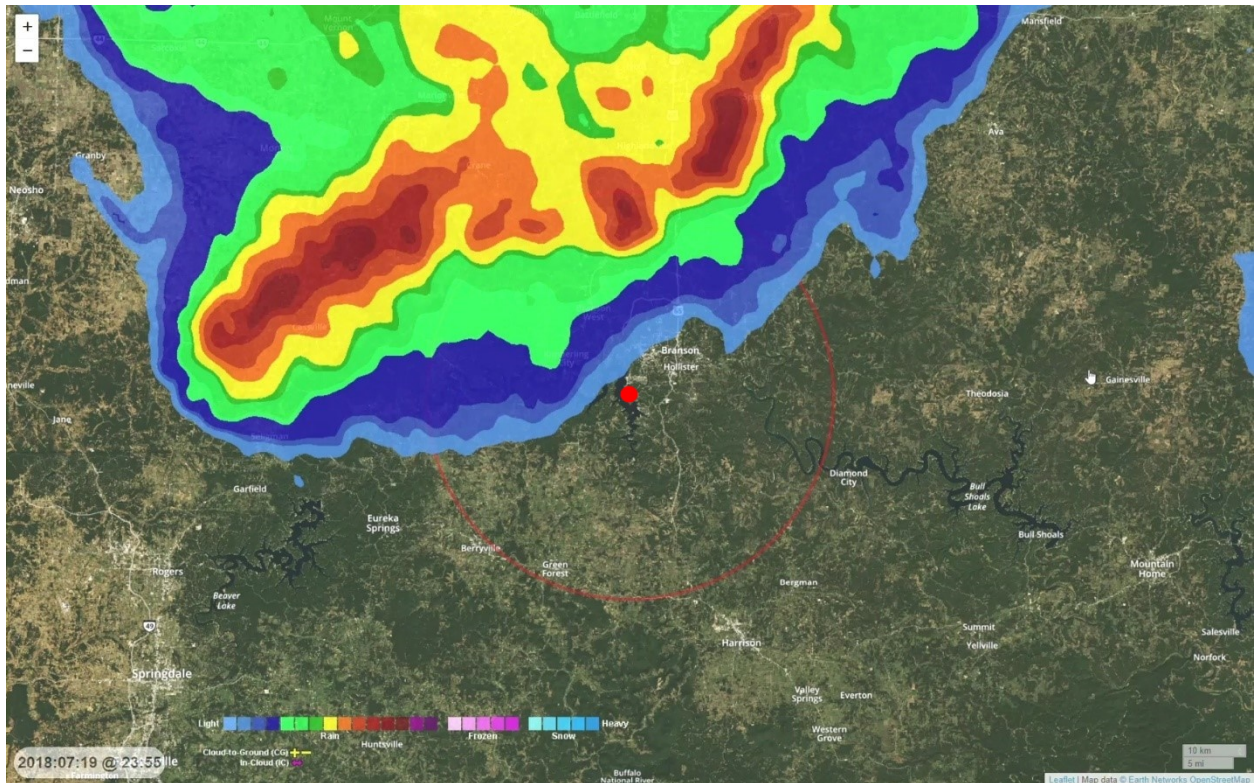 +
−
Mansfield
Ava
Granby
Neosho
Branson
Hollister
Gainesville
Theodosia
Jane
Garfield
Diamond
City
Bull
Shoals
Lake
Eureka
Springs
Bull Shoals
Berryville
Green
Forest
Mountain
Home
Rogers
Bergman
Beaver
Lake
49
Summit
Yellville
Salesville
Harrison
Norfork
Springdale
Valley
Springs
Everton
Western
Grove
Light
Heavy
Rain
Frozen
Snow
Huntsville
Cloud-to-Ground (CG)
In-Cloud (IC)
2018:07:19 @ 23:55
Farmington
Buffalo
National River
10 km
5 mi
Leaflet | Map data © Earth Networks OpenStreetMap